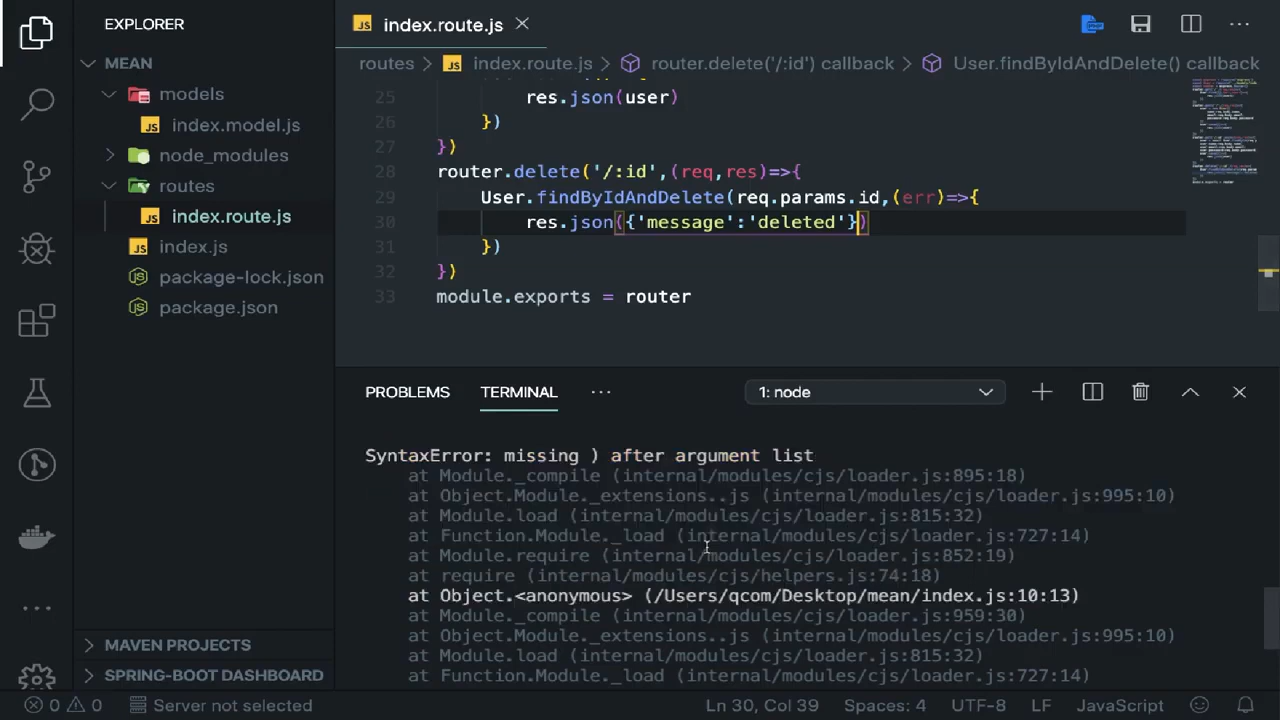 EXPLORER
MEAN
models
JS index.model.js
node_modules
routes
JS index.route.js
JS index.js
package-lock.json
package.json
MAVEN PROJECTS
SPRING-BOOT DASHBOARD
JS index.route.js
routes > JS index.route.js > router.delete('/:id') callback > User.findByIdAndDelete() callback
25 res.json(user)
26 })
27 })
28 router.delete('/:id',(req,res)=>{
29 User.findByIdAndDelete(req.params.id,(err)=>{
30 res.json({'message':'deleted'})
31 })
32 })
33 module.exports = router
PROBLEMS TERMINAL ··· 1: node
SyntaxError: missing ) after argument list
at Module._compile (internal/modules/cjs/loader.js:895:18)
at Object.Module._extensions..js (internal/modules/cjs/loader.js:995:10)
at Module.load (internal/modules/cjs/loader.js:815:32)
at Function.Module._load (internal/modules/cjs/loader.js:727:14)
at Module.require (internal/modules/cjs/loader.js:852:19)
at require (internal/modules/cjs/helpers.js:74:18)
at Object.<anonymous> (/Users/qcom/Desktop/mean/index.js:10:13)
at Module._compile (internal/modules/cjs/loader.js:959:30)
at Object.Module._extensions..js (internal/modules/cjs/loader.js:995:10)
at Module.load (internal/modules/cjs/loader.js:815:32)
at Function.Module._load (internal/modules/cjs/loader.js:727:14)
0 0 Server not selected Ln 30, Col 39 Spaces: 4 UTF-8 LF JavaScript